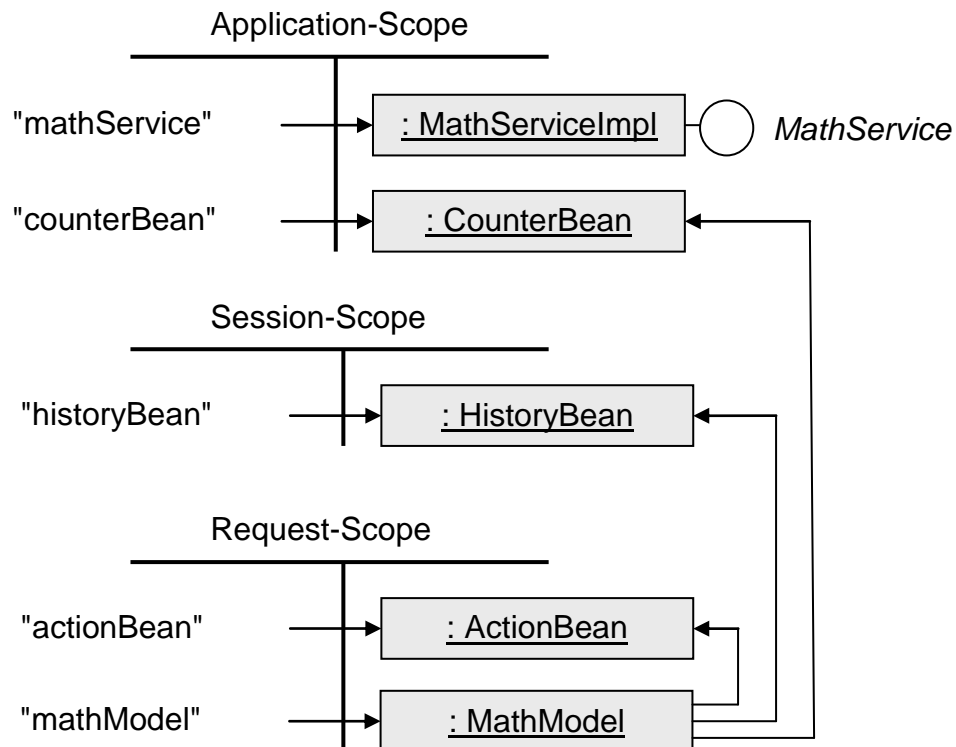 Application-Scope
"mathService"
: MathServiceImpl
MathService
"counterBean"
: CounterBean
Session-Scope
"historyBean"
: HistoryBean
Request-Scope
"actionBean"
: ActionBean
"mathModel"
: MathModel